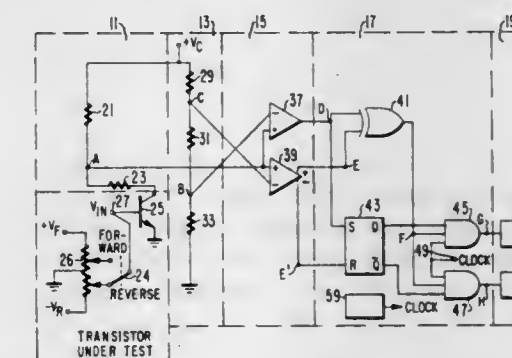 11 13 15 17 19
+VC
29
C
21
31
37
D
41
A
39
E
23
B
27
VIN
25
33
43
45
G
S Q
+VF
FOR-
WARD
F
49
CLOCK
26
24
REVERSE
R Q̅
E'
59
CLOCK
47
H
-VR
TRANSISTOR
UNDER TEST